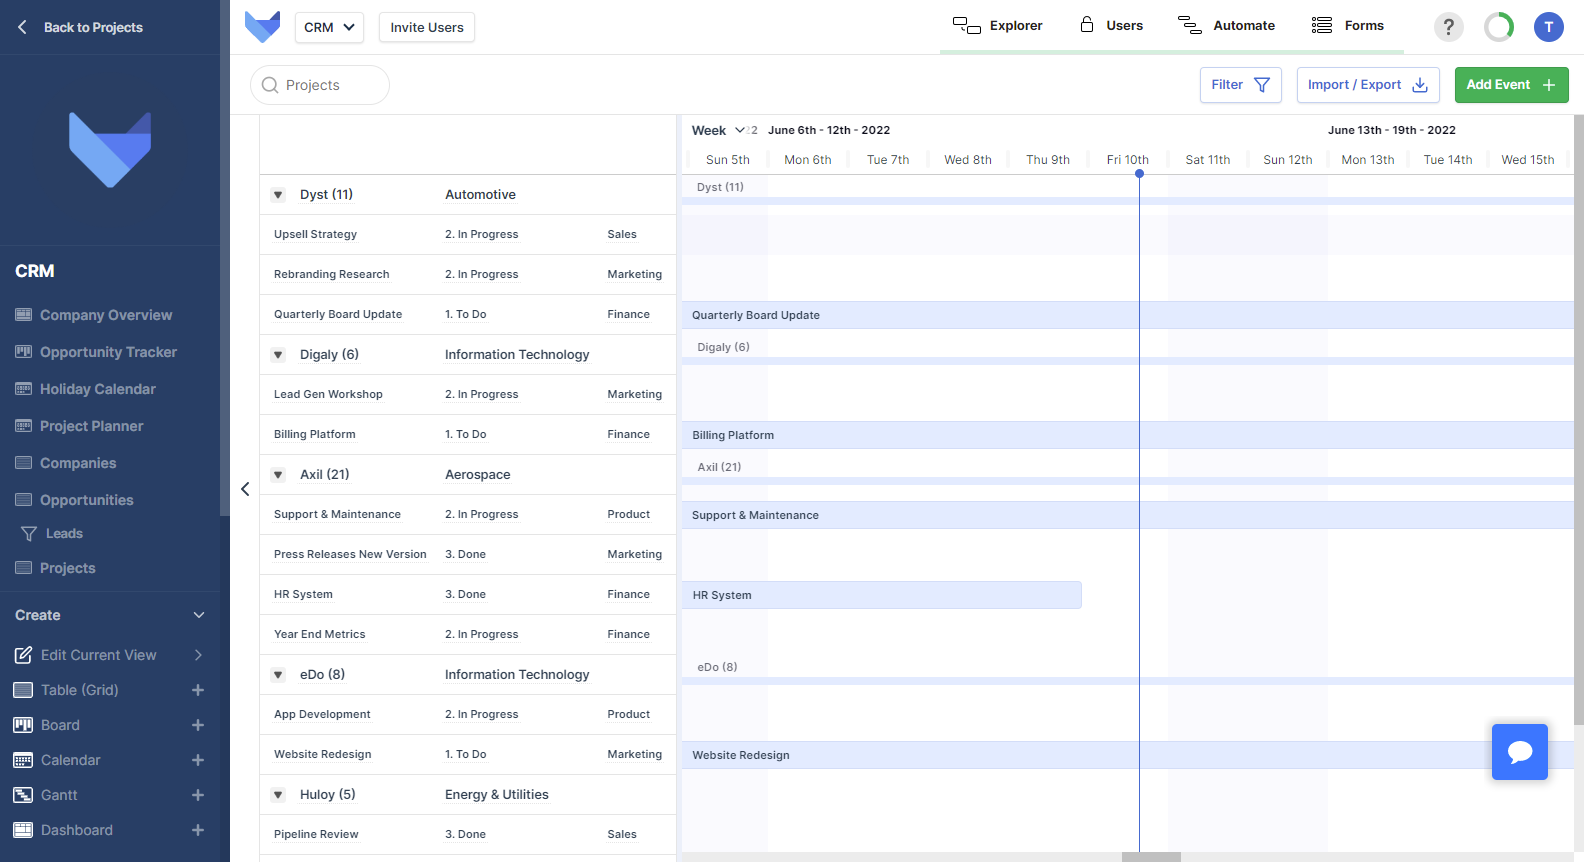 Back to Projects
CRM
Invite Users
Explorer
Users
Automate
Forms
?
T
Projects
Filter
Import / Export
Add Event
CRM
Company Overview
Opportunity Tracker
Holiday Calendar
Project Planner
Companies
Opportunities
Leads
Projects
Create
Edit Current View
Table (Grid)
Board
Calendar
Gantt
Dashboard
Week 2 June 6th - 12th - 2022 June 13th - 19th - 2022
Sun 5th Mon 6th Tue 7th Wed 8th Thu 9th Fri 10th Sat 11th Sun 12th Mon 13th Tue 14th Wed 15th
Dyst (11) Automotive Dyst (11)
Upsell Strategy 2. In Progress Sales
Rebranding Research 2. In Progress Marketing
Quarterly Board Update 1. To Do Finance Quarterly Board Update
Digaly (6) Information Technology Digaly (6)
Lead Gen Workshop 2. In Progress Marketing
Billing Platform 1. To Do Finance Billing Platform
Axil (21) Aerospace Axil (21)
Support & Maintenance 2. In Progress Product Support & Maintenance
Press Releases New Version 3. Done Marketing
HR System 3. Done Finance HR System
Year End Metrics 2. In Progress Finance
eDo (8) Information Technology eDo (8)
App Development 2. In Progress Product
Website Redesign 1. To Do Marketing Website Redesign
Huloy (5) Energy & Utilities
Pipeline Review 3. Done Sales